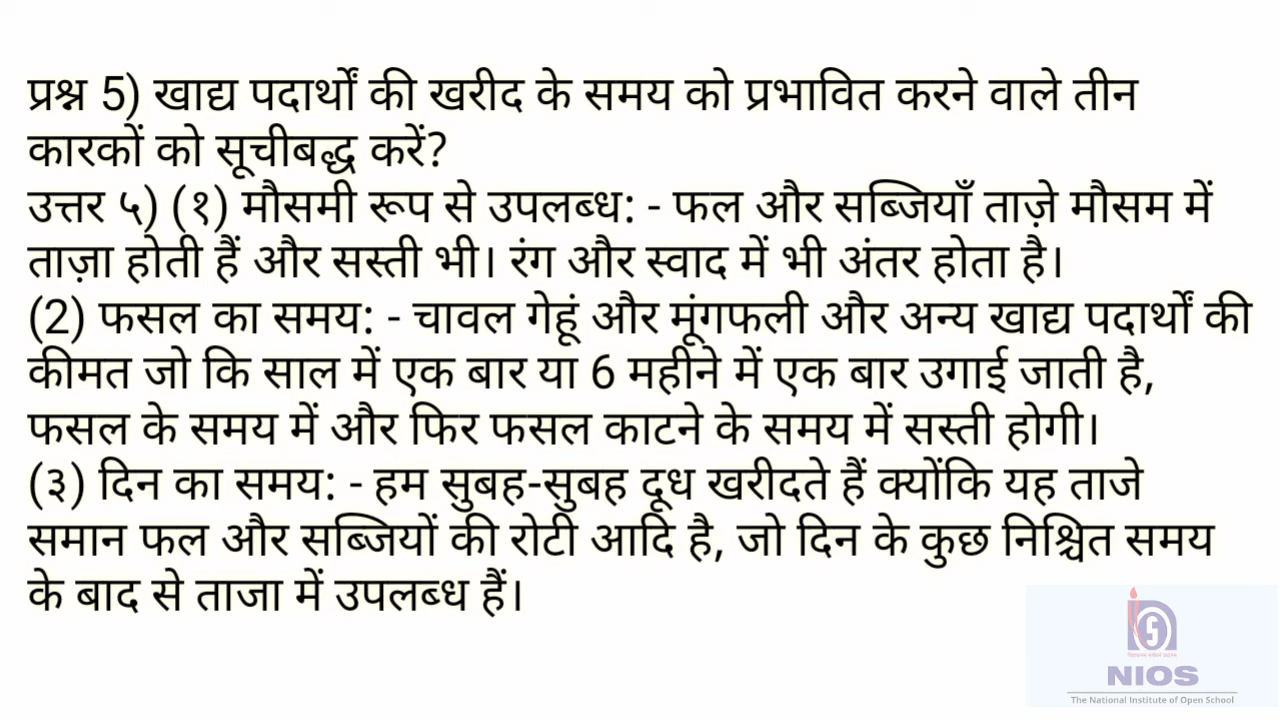 प्रश्न 5) खाद्य पदार्थों की खरीद के समय को प्रभावित करने वाले तीन
कारकों को सूचीबद्ध करें?
उत्तर ५) (१) मौसमी रूप से उपलब्ध: - फल और सब्जियाँ ताज़े मौसम में
ताज़ा होती हैं और सस्ती भी। रंग और स्वाद में भी अंतर होता है।
(2) फसल का समय: - चावल गेहूं और मूंगफली और अन्य खाद्य पदार्थों की
कीमत जो कि साल में एक बार या 6 महीने में एक बार उगाई जाती है,
फसल के समय में और फिर फसल काटने के समय में सस्ती होगी।
(३) दिन का समय: - हम सुबह-सुबह दूध खरीदते हैं क्योंकि यह ताजे
समान फल और सब्जियों की रोटी आदि है, जो दिन के कुछ निश्चित समय
के बाद से ताजा में उपलब्ध हैं।
NIOS
The National Institute of Open School